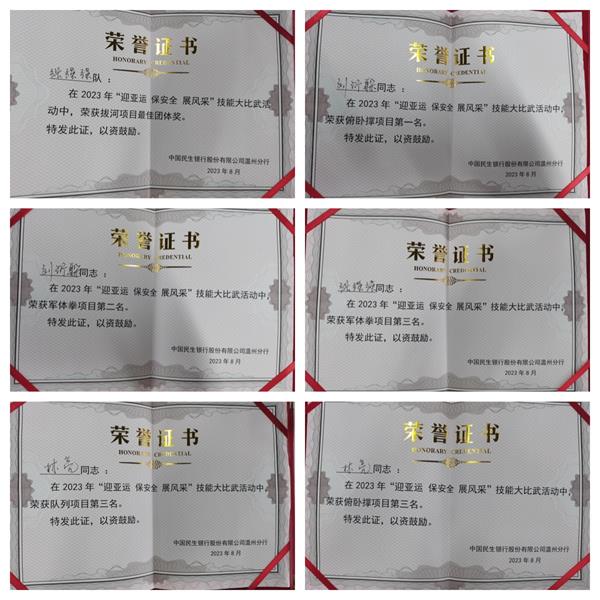 荣誉证书
HONORARY CREDENTIAL
队：
在 2023 年“迎亚运 保安全 展风采”技能大比武活
动中，荣获拔河项目最佳团体奖。
特发此证，以资鼓励。
中国民生银行股份有限公司温州分行
2023 年 8 月
荣誉证书
HONORARY CREDENTIAL
同志：
在 2023 年“迎亚运 保安全 展风采”技能大比武活动中，
荣获俯卧撑项目第一名。
特发此证，以资鼓励。
中国民生银行股份有限公司温州分行
2023 年 8 月
荣誉证书
HONORARY CREDENTIAL
同志：
在 2023 年“迎亚运 保安全 展风采”技能大比武活动中，
荣获军体拳项目第二名。
特发此证，以资鼓励。
中国民生银行股份有限公司温州分行
2023 年 8 月
荣誉证书
HONORARY CREDENTIAL
同志：
在 2023 年“迎亚运 保安全 展风采”技能大比武活动中，
荣获军体拳项目第三名。
特发此证，以资鼓励。
中国民生银行股份有限公司温州分行
2023 年 8 月
荣誉证书
HONORARY CREDENTIAL
林亮同志：
在 2023 年“迎亚运 保安全 展风采”技能大比武活动中，
荣获队列项目第三名。
特发此证，以资鼓励。
中国民生银行股份有限公司温州分行
2023 年 8 月
荣誉证书
HONORARY CREDENTIAL
林亮同志：
在 2023 年“迎亚运 保安全 展风采”技能大比武活动中，
荣获俯卧撑项目第三名。
特发此证，以资鼓励。
中国民生银行股份有限公司温州分行
2023 年 8 月